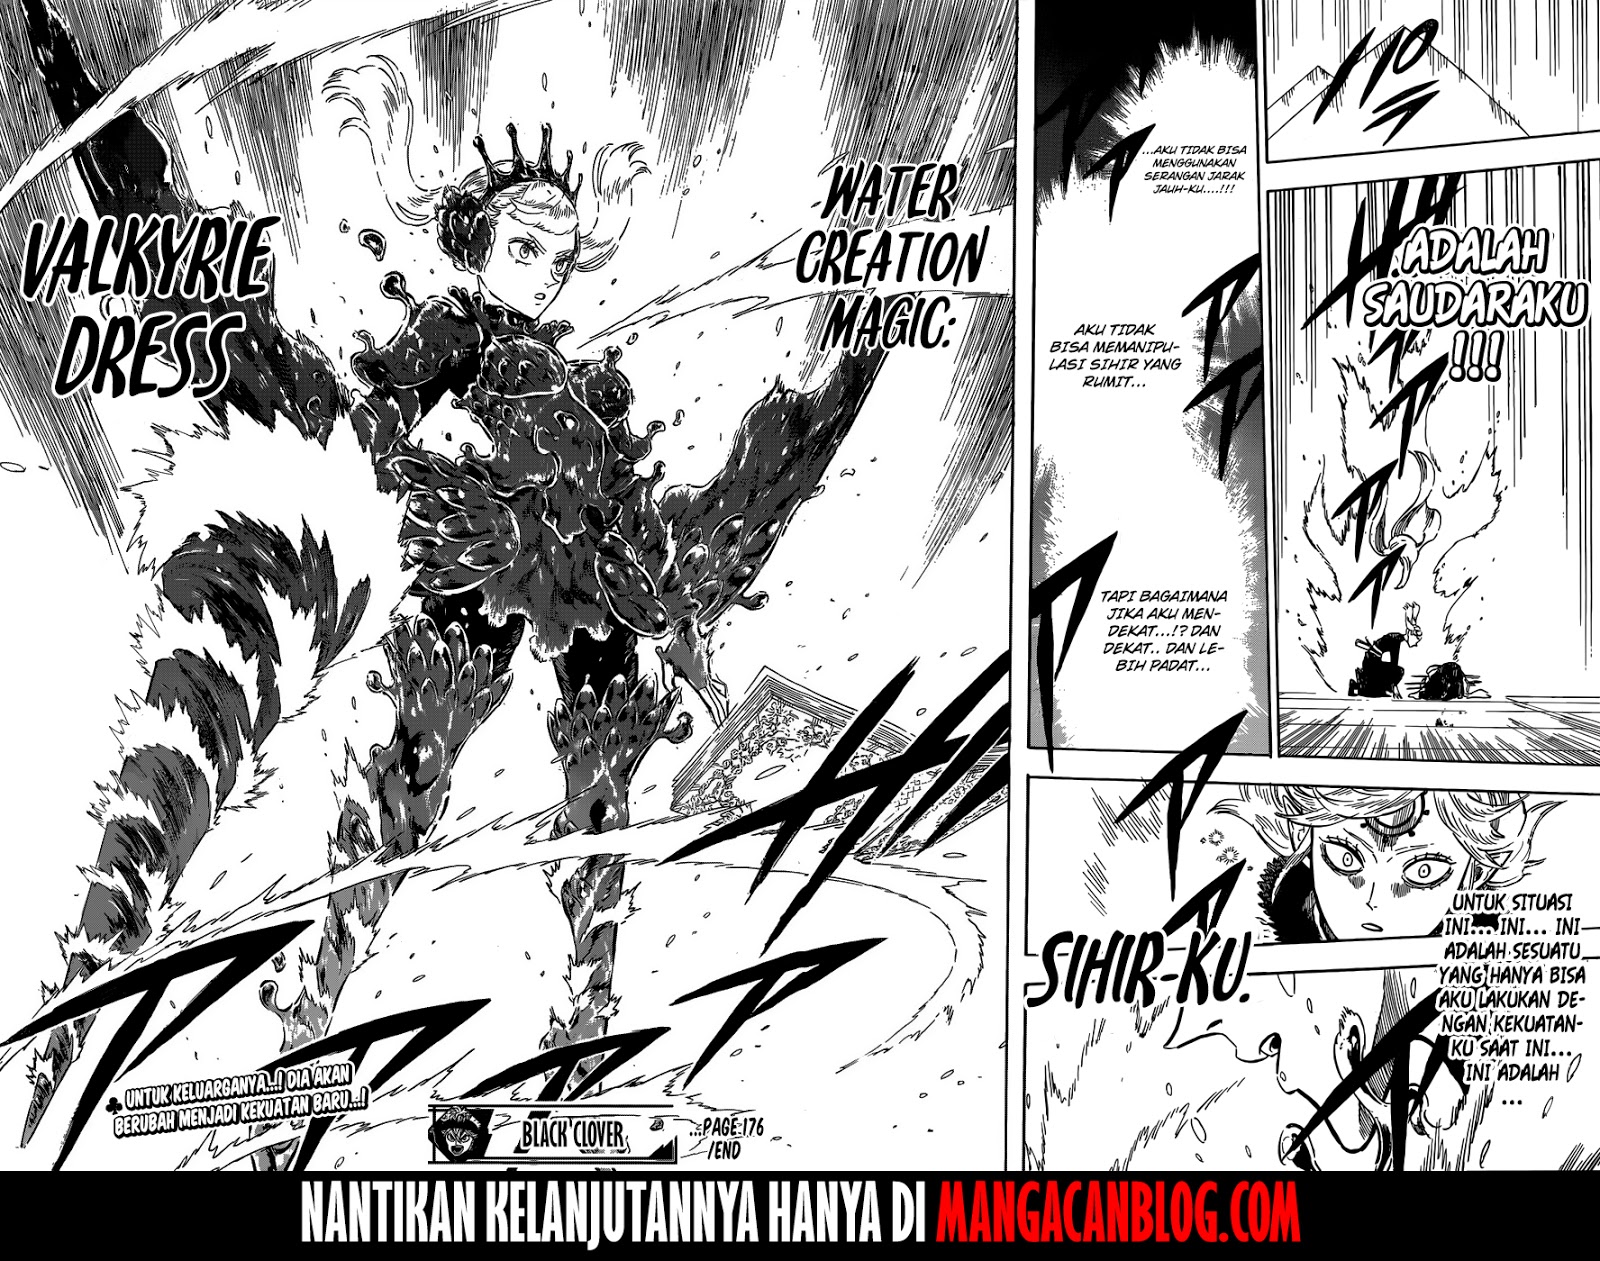 ADALAH
SAUDARAKU
!!!
...AKU TIDAK BISA
MENGGUNAKAN
SERANGAN JARAK
JAUH-KU....!!!
AKU TIDAK
BISA MEMANIPU-
LASI SIHIR YANG
RUMIT...
TAPI BAGAIMANA
JIKA AKU MEN-
DEKAT...!? DAN
DEKAT.. DAN LE-
BIH PADAT...
UNTUK SITUASI
INI... INI... INI
ADALAH SESUATU
YANG HANYA BISA
AKU LAKUKAN DE-
NGAN KEKUATAN-
KU SAAT INI...
INI ADALAH
...
SIHIR-KU.
WATER
CREATION
MAGIC:
VALKYRIE
DRESS
♣ UNTUK KELUARGANYA...! DIA AKAN
BERUBAH MENJADI KEKUATAN BARU...!
BLACK CLOVER
...PAGE 176
/END
NANTIKAN KELANJUTANNYA HANYA DI MANGACANBLOG.COM